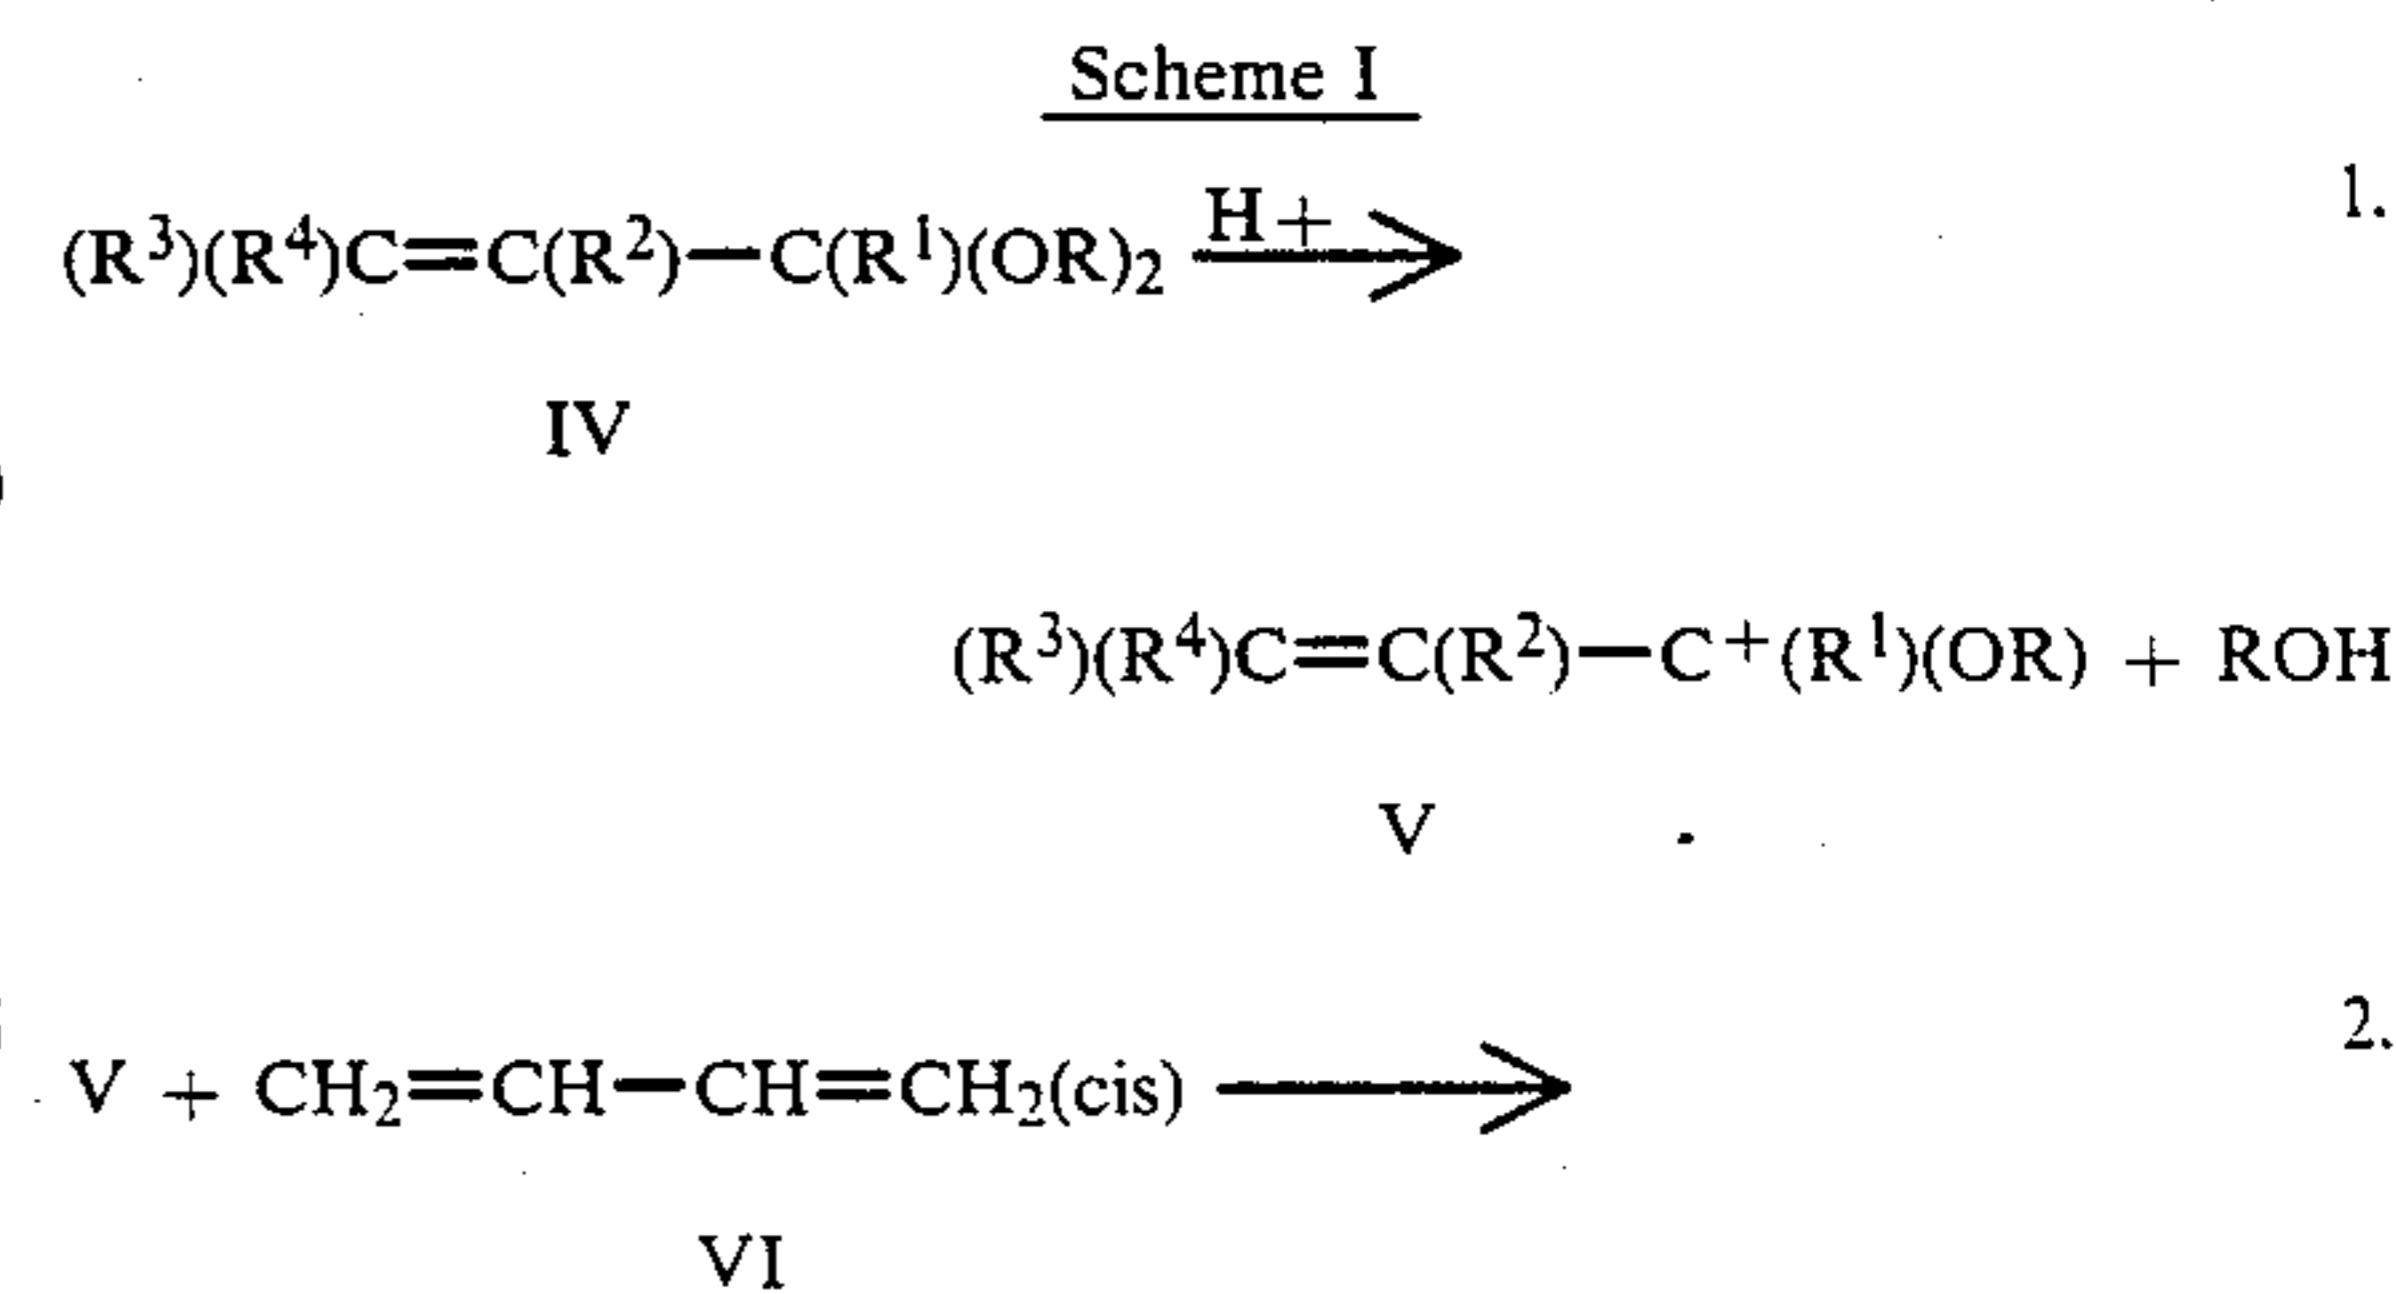 Scheme I
1.
(R³)(R⁴)C=C(R²)—C(R¹)(OR)₂ H+
IV
(R³)(R⁴)C=C(R²)—C⁺(R¹)(OR) + ROH
V
2.
V + CH₂=CH—CH=CH₂(cis)
VI